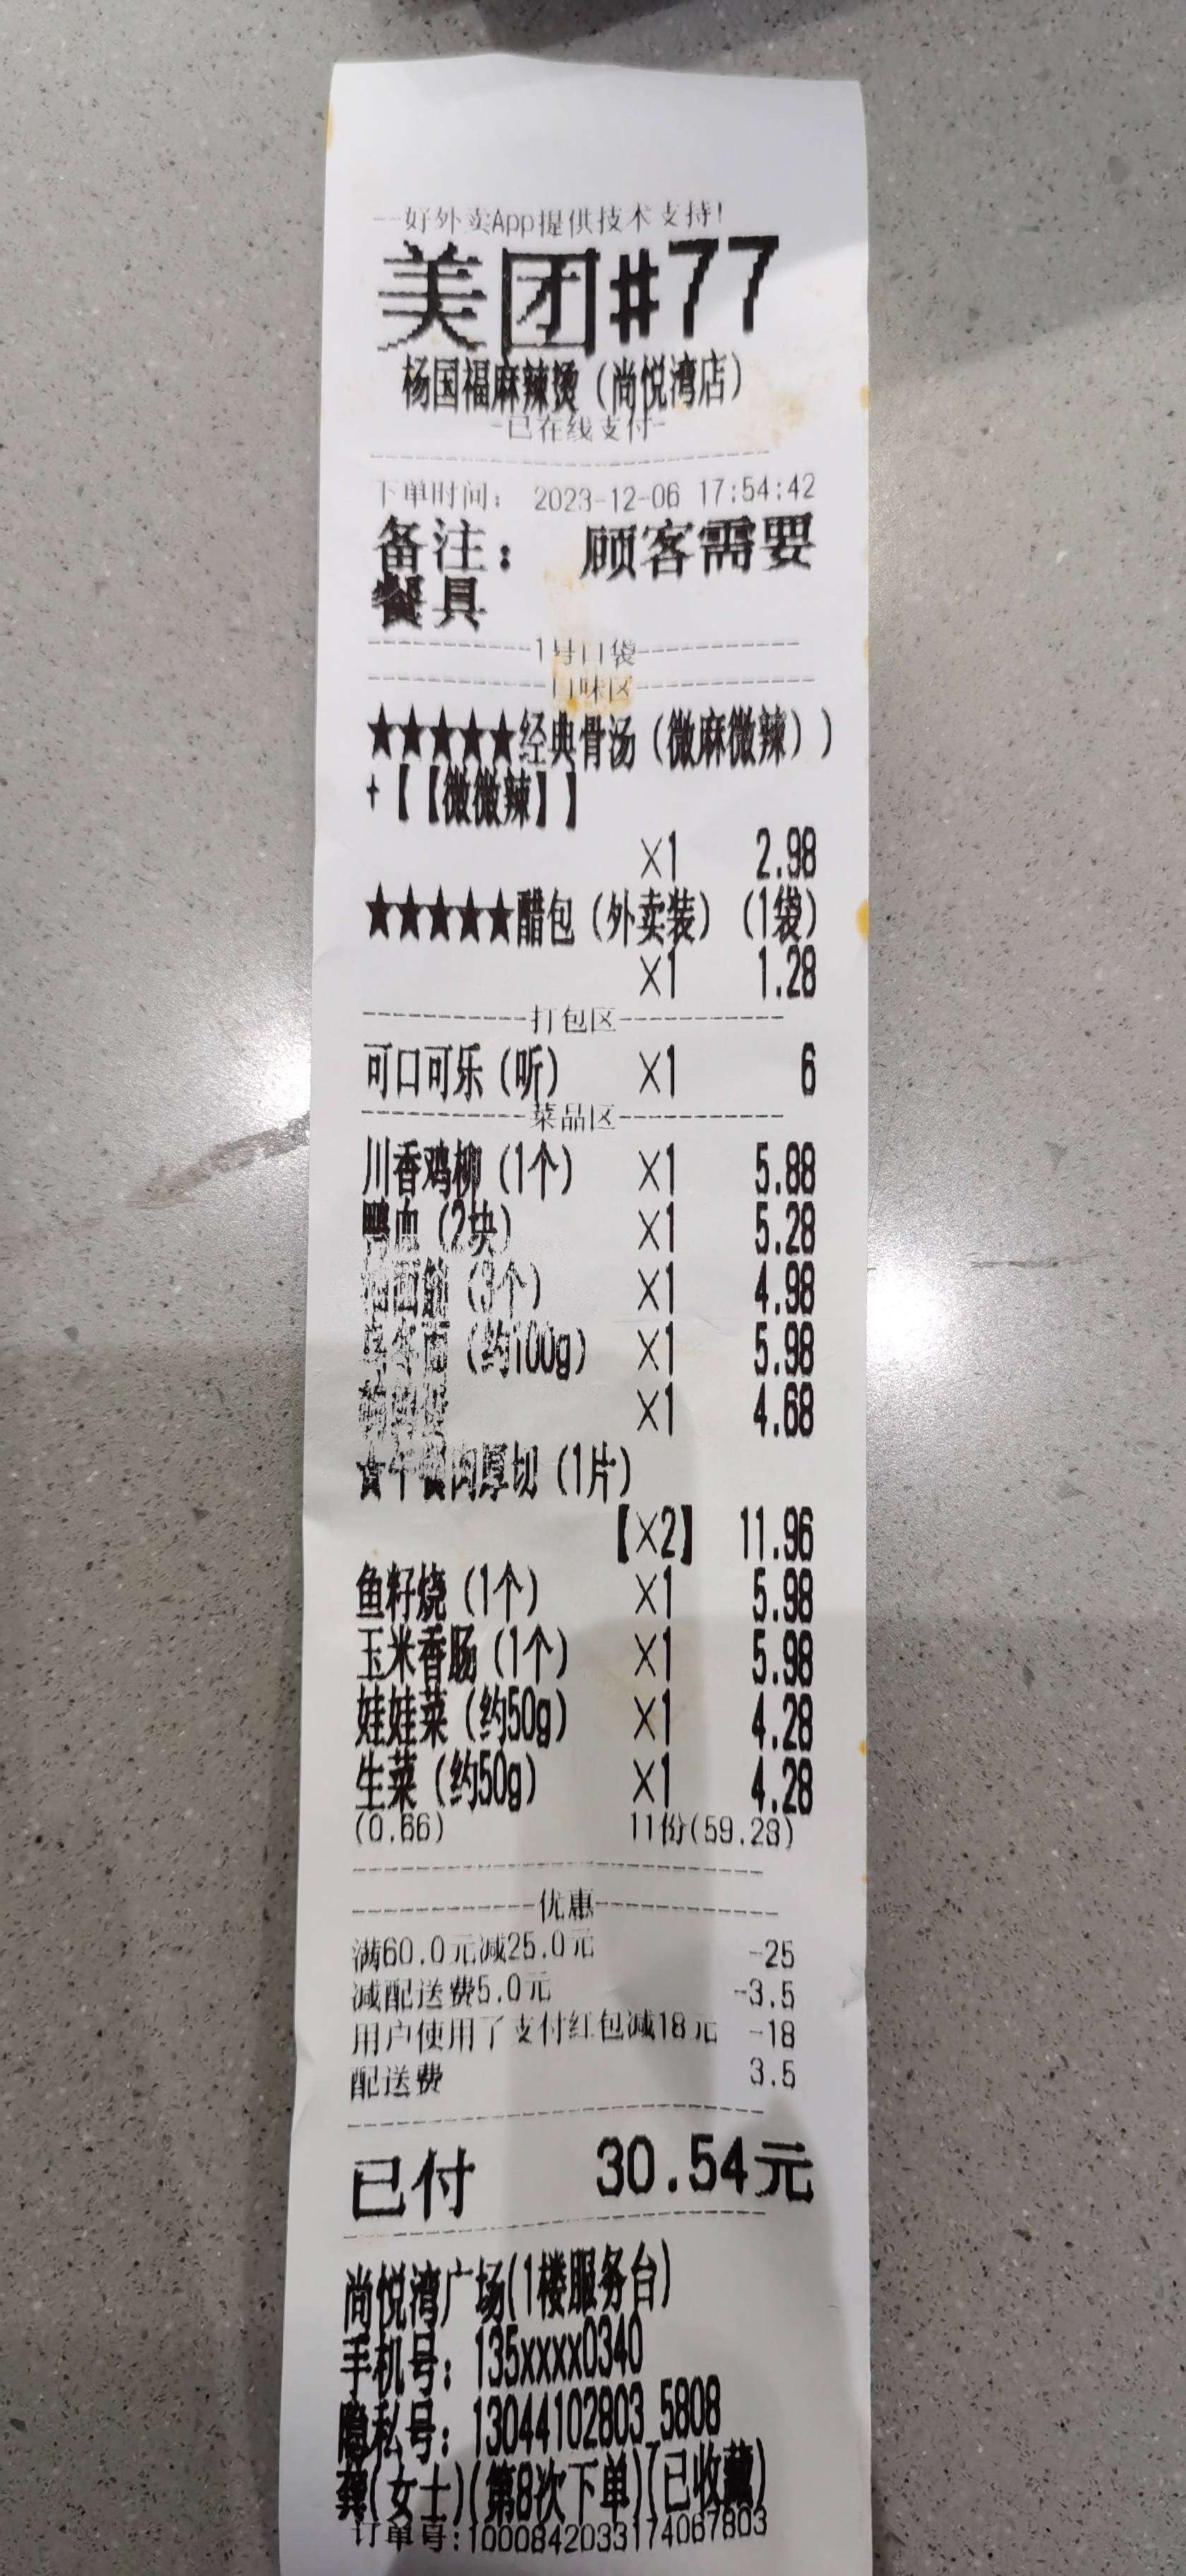 一好外卖App提供技术支持!
美团#77
杨国福麻辣烫（尚悦湾店）
-已在线支付-
下单时间： 2023-12-06 17:54:42
备注： 顾客需要
餐具
1号口袋
口味区
★★★★★经典骨汤（微麻微辣））
+【【微微辣】】
×1 2.98
★★★★★醋包（外卖装）（1袋）
×1 1.28
打包区
可口可乐（听） ×1 6
菜品区
川香鸡柳（1个） ×1 5.88
鸭血（2块） ×1 5.28
油面筋（3个） ×1 4.98
乌冬面（约100g） ×1 5.98
×1 4.68
★午餐肉厚切（1片）
【×2】 11.96
鱼籽烧（1个） ×1 5.98
玉米香肠（1个） ×1 5.98
娃娃菜（约50g） ×1 4.28
生菜（约50g） ×1 4.28
(0.66) 11份(59.28)
优惠
满60.0元减25.0元 -25
减配送费5.0元 -3.5
用户使用了支付红包减18元 -18
配送费 3.5
已付 30.54元
尚悦湾广场(1楼服务台)
手机号：135xxxx0340
隐私号：13044102803_5808
龚(女士)(第8次下单)(已收藏)
订单号:1000842033174067803